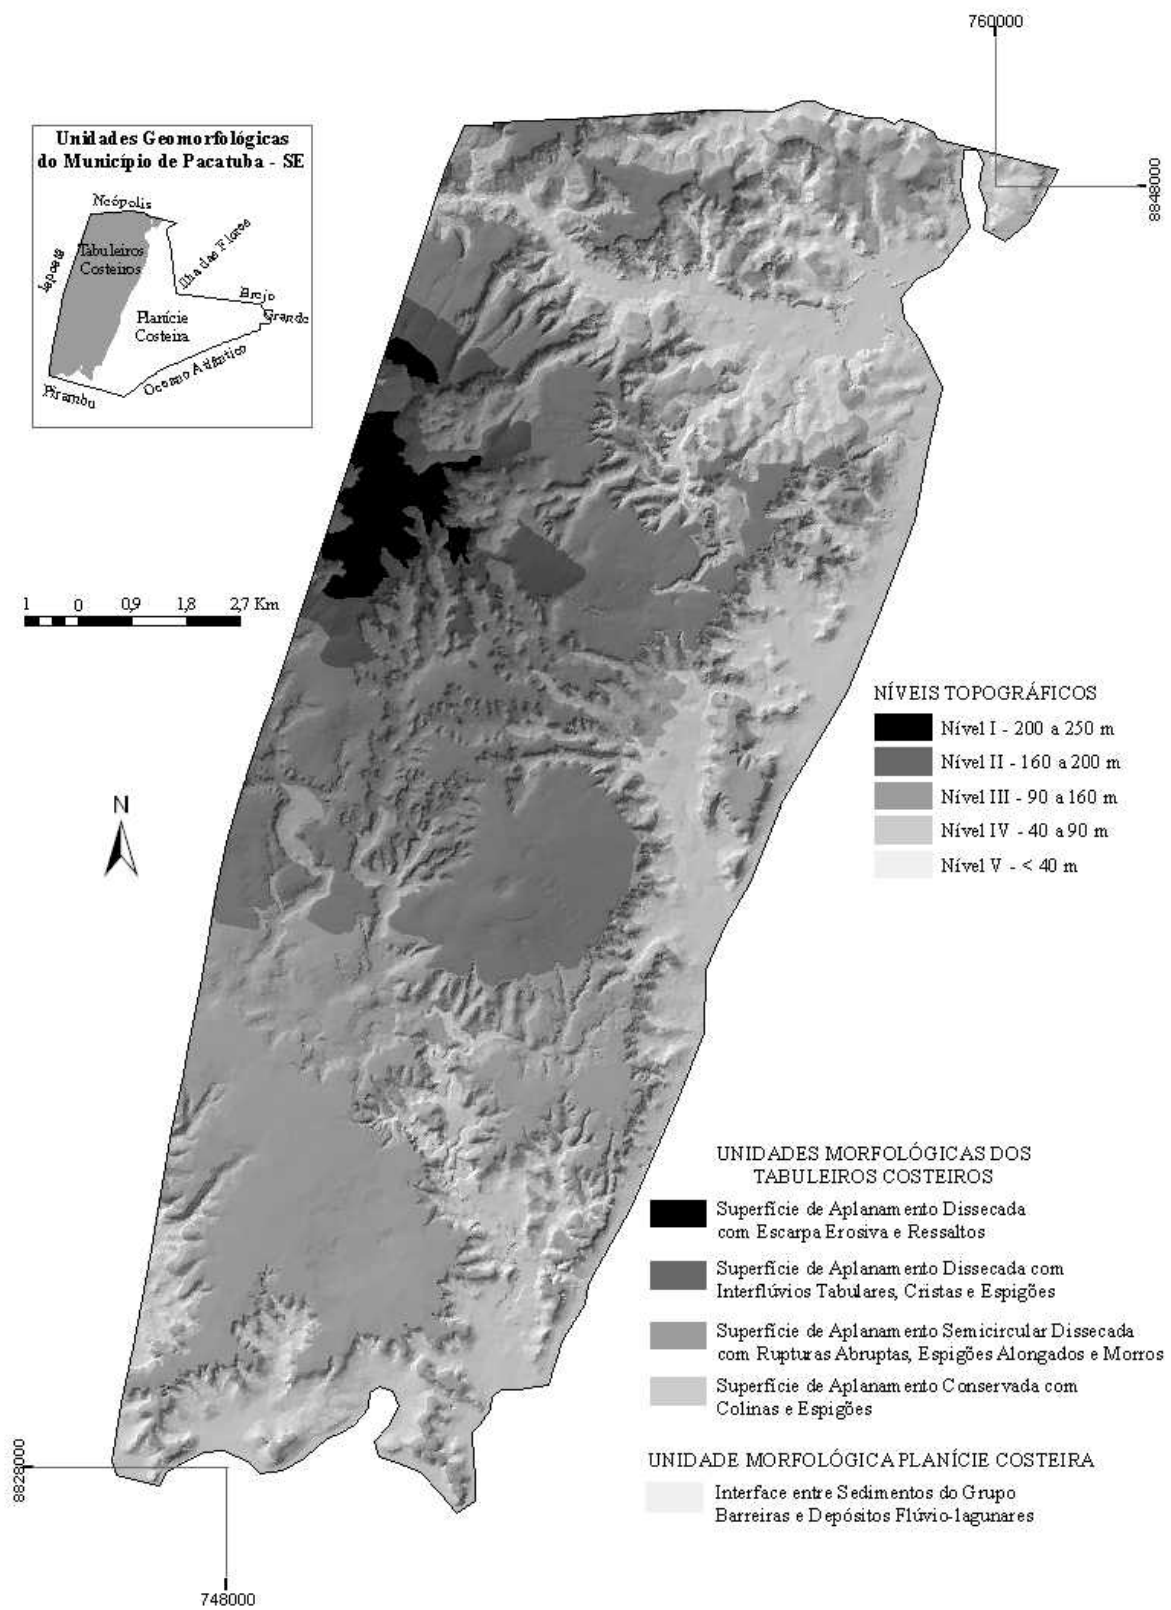 760000
8848000
Unidades Geomorfológicas
do Município de Pacatuba - SE
Neópolis
Tabuleiros
Costeiros
Ilha das Flores
Brejo
Grande
Planície
Costeira
Oceano Atlântico
Pirambu
1 0 0,9 1,8 2,7 Km
NÍVEIS TOPOGRÁFICOS
Nível I - 200 a 250 m
Nível II - 160 a 200 m
Nível III - 90 a 160 m
Nível IV - 40 a 90 m
Nível V - < 40 m
N
UNIDADES MORFOLÓGICAS DOS
TABULEIROS COSTEIROS
Superfície de Aplanamento Dissecada
com Escarpa Erosiva e Ressaltos
Superfície de Aplanamento Dissecada com
Interflúvios Tabulares, Cristas e Espigões
Superfície de Aplanamento Semicircular Dissecada
com Rupturas Abruptas, Espigões Alongados e Morros
Superfície de Aplanamento Conservada com
Colinas e Espigões
UNIDADE MORFOLÓGICA PLANÍCIE COSTEIRA
Interface entre Sedimentos do Grupo
Barreiras e Depósitos Flúvio-lagunares
8828000
748000